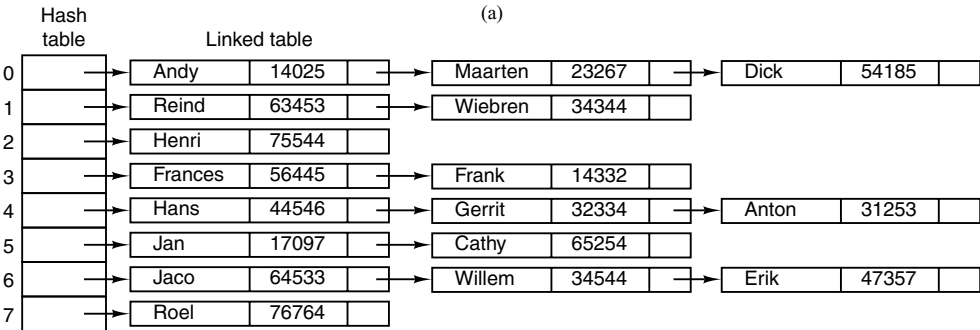 (a)
Hash table
Linked table
0 Andy 14025 Maarten 23267 Dick 54185
1 Reind 63453 Wiebren 34344
2 Henri 75544
3 Frances 56445 Frank 14332
4 Hans 44546 Gerrit 32334 Anton 31253
5 Jan 17097 Cathy 65254
6 Jaco 64533 Willem 34544 Erik 47357
7 Roel 76764